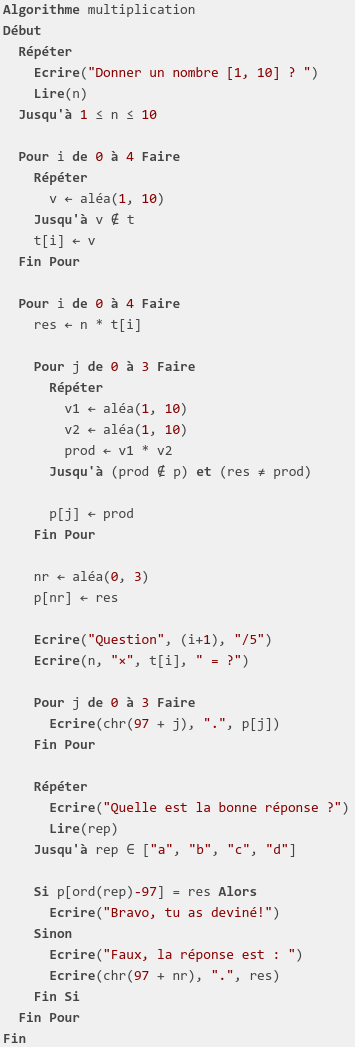 Algorithme multiplication
Début
  Répéter
    Ecrire("Donner un nombre [1, 10] ? ")
    Lire(n)
  Jusqu'à 1 ≤ n ≤ 10

  Pour i de 0 à 4 Faire
    Répéter
      v ← aléa(1, 10)
    Jusqu'à v ∉ t
    t[i] ← v
  Fin Pour

  Pour i de 0 à 4 Faire
    res ← n * t[i]

    Pour j de 0 à 3 Faire
      Répéter
        v1 ← aléa(1, 10)
        v2 ← aléa(1, 10)
        prod ← v1 * v2
      Jusqu'à (prod ∉ p) et (res ≠ prod)

      p[j] ← prod
    Fin Pour

    nr ← aléa(0, 3)
    p[nr] ← res

    Ecrire("Question", (i+1), "/5")
    Ecrire(n, "×", t[i], " = ?")

    Pour j de 0 à 3 Faire
      Ecrire(chr(97 + j), ".", p[j])
    Fin Pour

    Répéter
      Ecrire("Quelle est la bonne réponse ?")
      Lire(rep)
    Jusqu'à rep ∈ ["a", "b", "c", "d"]

    Si p[ord(rep)-97] = res Alors
      Ecrire("Bravo, tu as deviné!")
    Sinon
      Ecrire("Faux, la réponse est : ")
      Ecrire(chr(97 + nr), ".", res)
    Fin Si
  Fin Pour
Fin